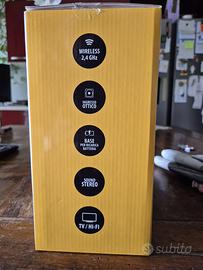 WIRELESS
2,4 GHz
INGRESSO
OTTICO
BASE
PER RICARICA
BATTERIA
SOUND
STEREO
TV / HI-FI
subito